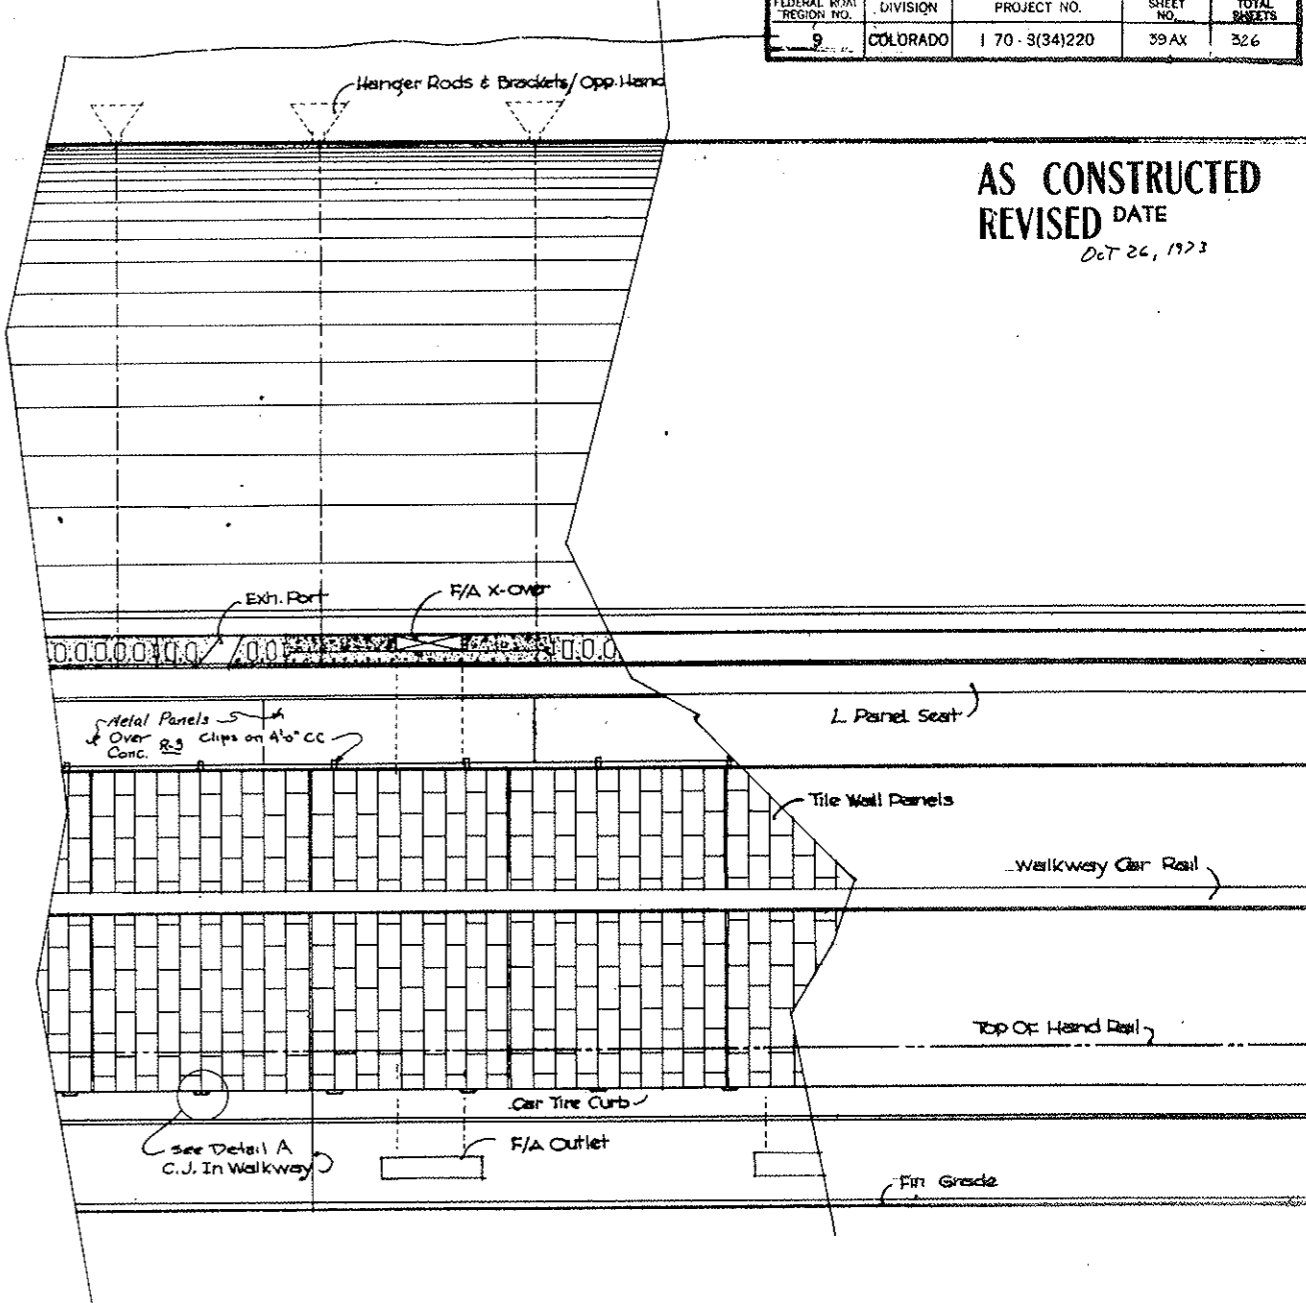 FEDERAL ROAD REGION NO. DIVISION PROJECT NO. SHEET NO. TOTAL SHEETS
9 COLORADO I 70-3(34)220 39AX 326
Hanger Rods & Brackets/Opp. Hand
AS CONSTRUCTED
REVISED DATE
Oct 26, 1973
Exh. Port
F/A X-Over
L Panel Seat
Metal Panels
Over
Conc. R-3 Clips on 4'0" CC
Tile Wall Panels
Walkway Car Rail
Top Of Hand Rail
Car Tire Curb
See Detail A
C.J. In Walkway
F/A Outlet
Fin Grade